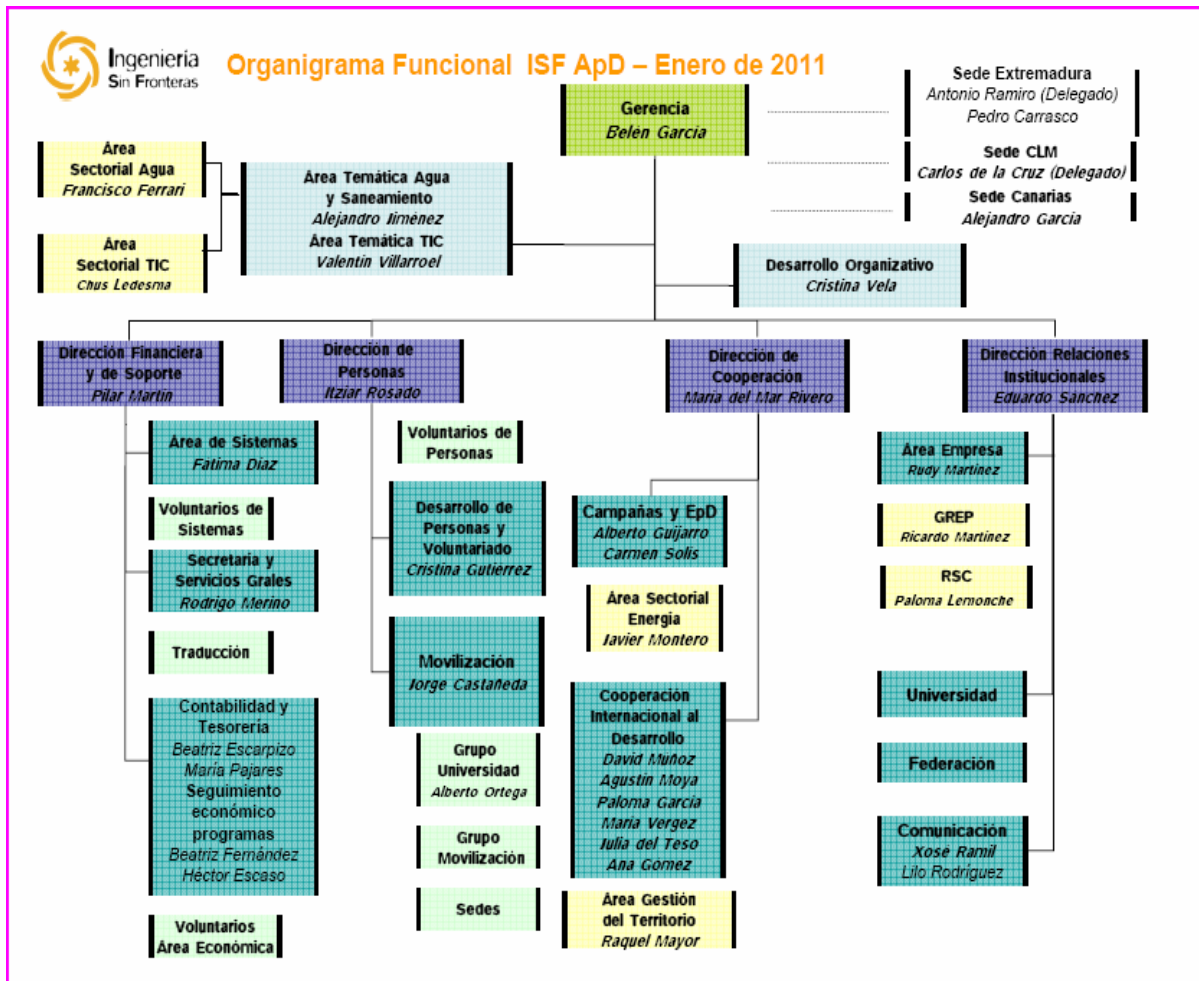 Ingeniería
Sin Fronteras
Organigrama Funcional ISF ApD – Enero de 2011
Gerencia
Belén García
Sede Extremadura
Antonio Ramiro (Delegado)
Pedro Carrasco
Sede CLM
Carlos de la Cruz (Delegado)
Sede Canarias
Alejandro García
Área
Sectorial Agua
Francisco Ferrari
Área
Sectorial TIC
Chus Ledesma
Área Temática Agua
y Saneamiento
Alejandro Jiménez
Área Temática TIC
Valentín Villarroel
Desarrollo Organizativo
Cristina Vela
Dirección Financiera
y de Soporte
Pilar Martín
Dirección de
Personas
Itziar Rosado
Dirección de
Cooperación
María del Mar Rivero
Dirección Relaciones
Institucionales
Eduardo Sánchez
Área de Sistemas
Fatima Díaz
Voluntarios de
Sistemas
Secretaria y
Servicios Grales
Rodrigo Merino
Traducción
Contabilidad y
Tesorería
Beatriz Escarpizo
María Pajares
Seguimiento
económico
programas
Beatriz Fernández
Héctor Escaso
Voluntarios
Área Económica
Voluntarios de
Personas
Desarrollo de
Personas y
Voluntariado
Cristina Gutierrez
Movilización
Jorge Castañeda
Grupo
Universidad
Alberto Ortega
Grupo
Movilización
Sedes
Campañas y EpD
Alberto Guijarro
Carmen Solís
Área Sectorial
Energía
Javier Montero
Cooperación
Internacional al
Desarrollo
David Muñoz
Agustín Moya
Paloma García
María Vergez
Julia del Teso
Ana Gomez
Área Gestión
del Territorio
Raquel Mayor
Área Empresa
Rudy Martínez
GREP
Ricardo Martínez
RSC
Paloma Lemonche
Universidad
Federación
Comunicación
Xosé Ramil
Lilo Rodríguez